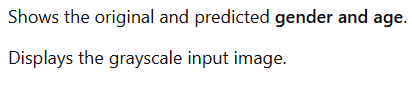 Shows the original and predicted gender and age.
Displays the grayscale input image.